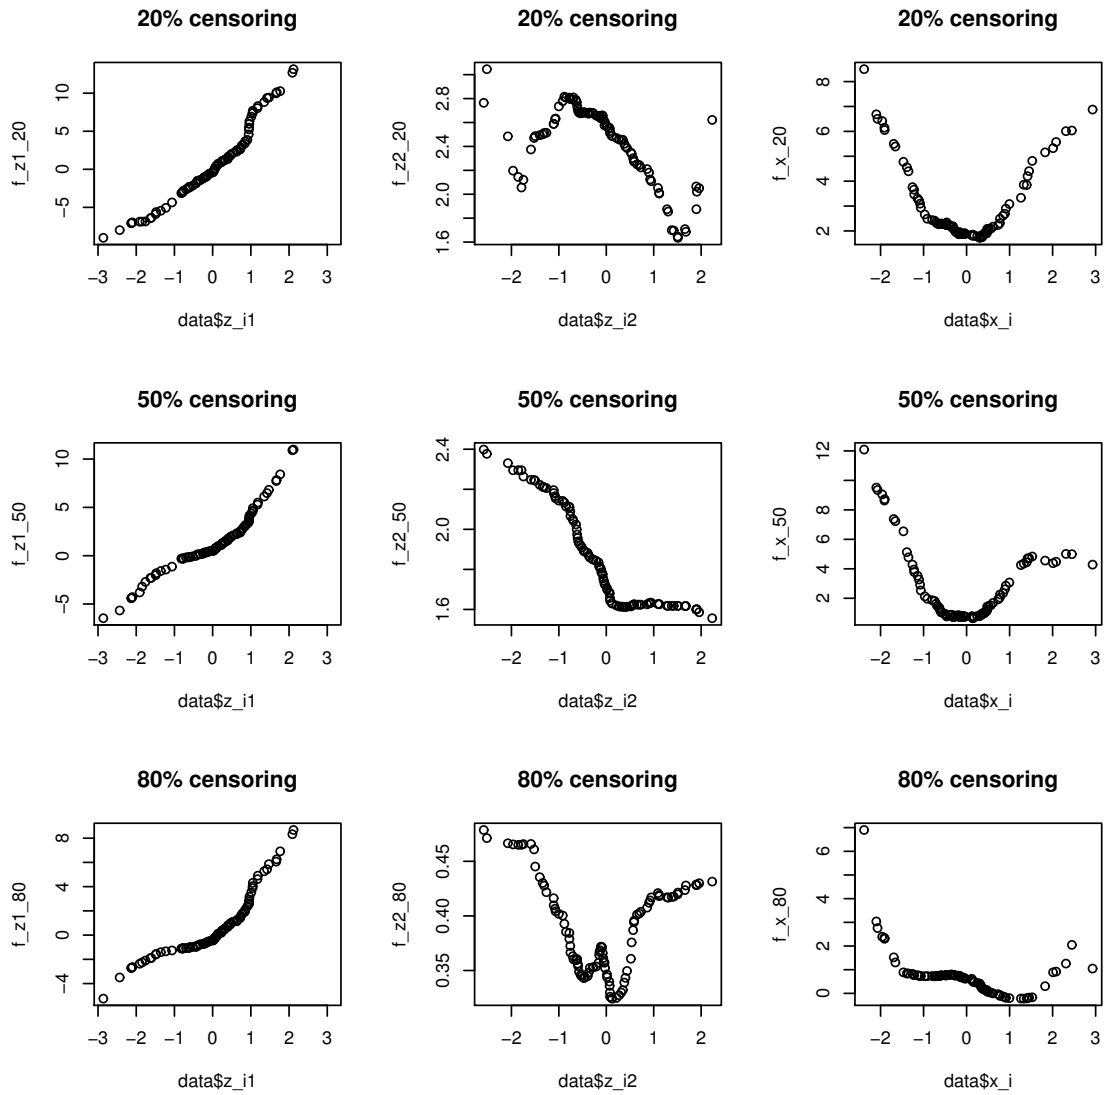 20% censoring
f_z1_20
−5 0 5 10
−3 −2 −1 0 1 2 3
data$z_i1
20% censoring
f_z2_20
1.6 2.0 2.4 2.8
−2 −1 0 1 2
data$z_i2
20% censoring
f_x_20
2 4 6 8
−2 −1 0 1 2 3
data$x_i
50% censoring
f_z1_50
−5 0 5 10
−3 −2 −1 0 1 2 3
data$z_i1
50% censoring
f_z2_50
1.6 2.0 2.4
−2 −1 0 1 2
data$z_i2
50% censoring
f_x_50
2 4 6 8 12
−2 −1 0 1 2 3
data$x_i
80% censoring
f_z1_80
−4 0 4 8
−3 −2 −1 0 1 2 3
data$z_i1
80% censoring
f_z2_80
0.35 0.40 0.45
−2 −1 0 1 2
data$z_i2
80% censoring
f_x_80
0 2 4 6
−2 −1 0 1 2 3
data$x_i